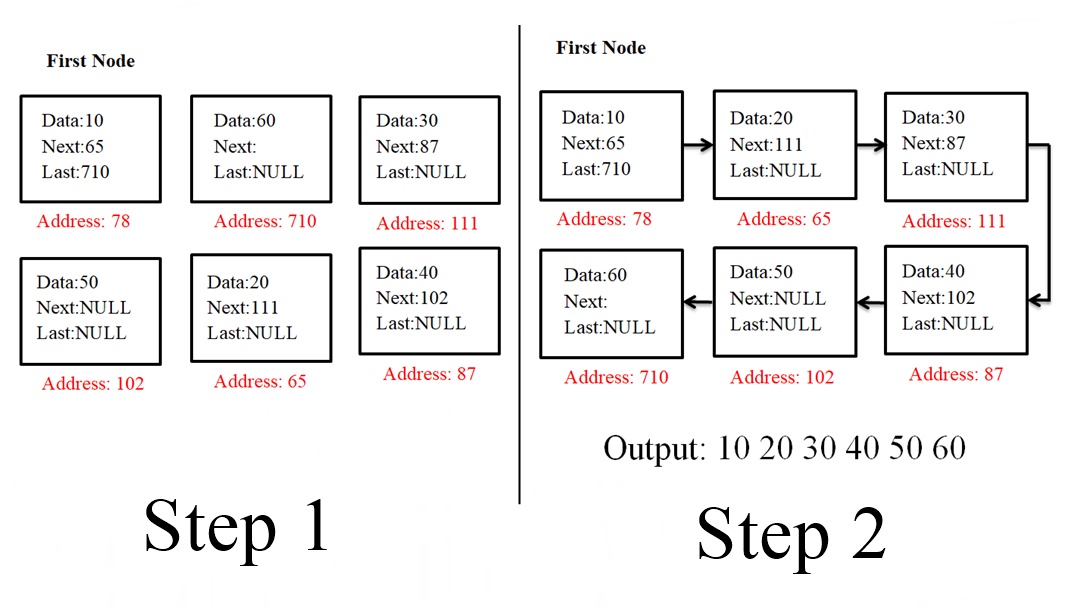 First Node
Data:10
Next:65
Last:710
Address: 78
Data:60
Next:
Last:NULL
Address: 710
Data:30
Next:87
Last:NULL
Address: 111
Data:50
Next:NULL
Last:NULL
Address: 102
Data:20
Next:111
Last:NULL
Address: 65
Data:40
Next:102
Last:NULL
Address: 87
Step 1
First Node
Data:10
Next:65
Last:710
Address: 78
Data:20
Next:111
Last:NULL
Address: 65
Data:30
Next:87
Last:NULL
Address: 111
Data:60
Next:
Last:NULL
Address: 710
Data:50
Next:NULL
Last:NULL
Address: 102
Data:40
Next:102
Last:NULL
Address: 87
Output: 10 20 30 40 50 60
Step 2